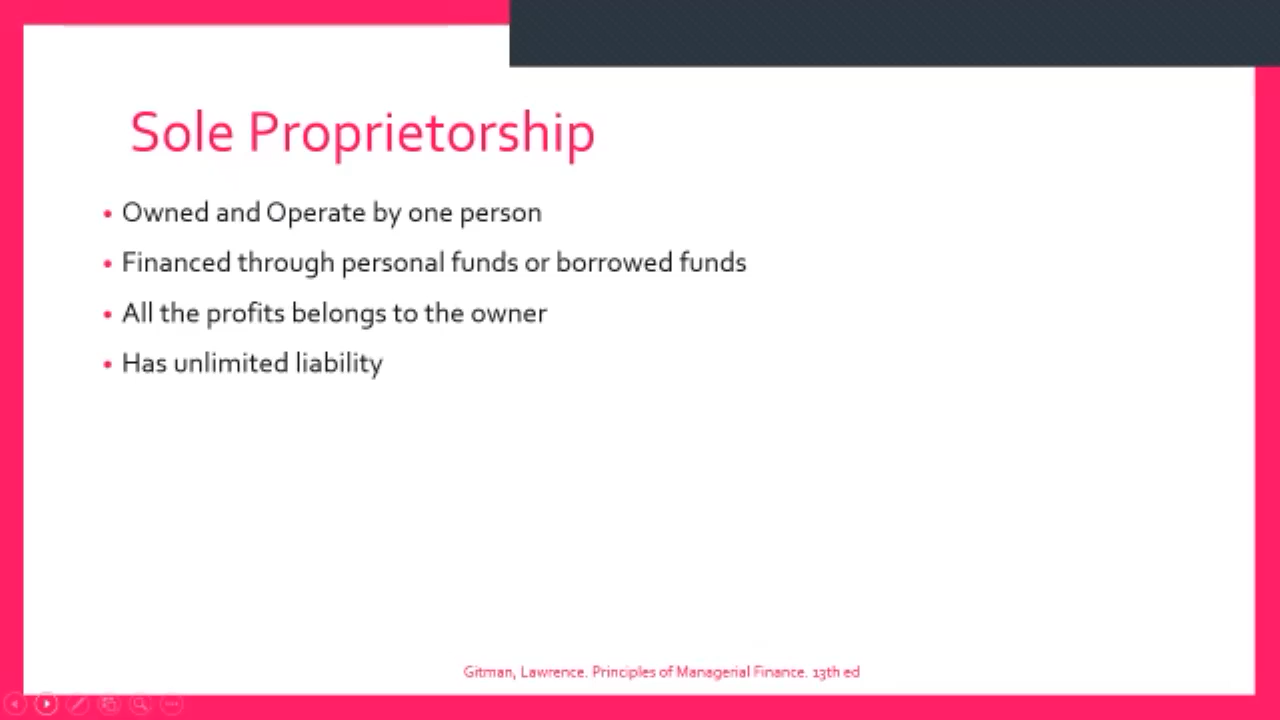 Sole Proprietorship
• Owned and Operate by one person
• Financed through personal funds or borrowed funds
• All the profits belongs to the owner
• Has unlimited liability
Gitman, Lawrence. Principles of Managerial Finance. 13th ed